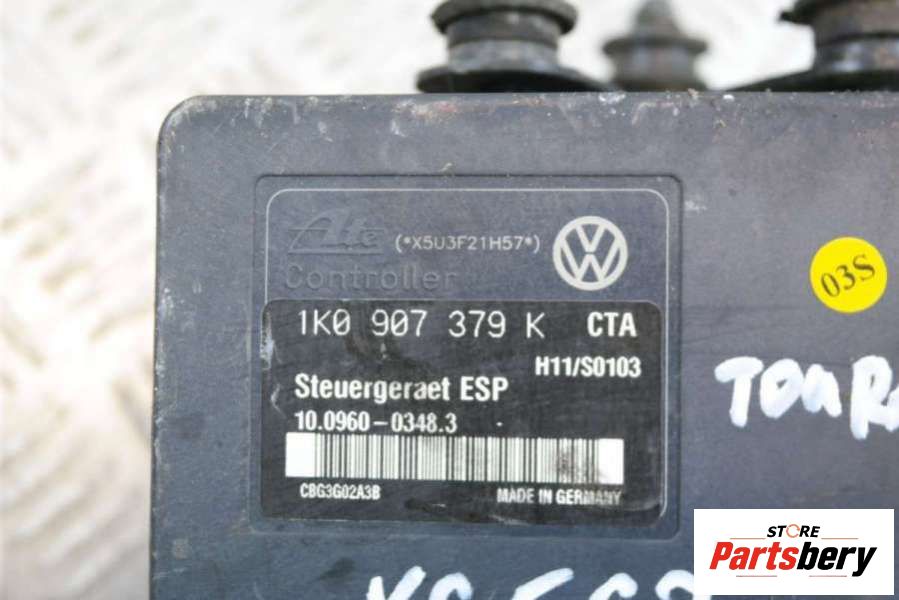 Ate
(*X5U3F21H57*)
Controller
1K0 907 379 K CTA
H11/S0103
Steuergeraet ESP
10.0960-0348.3
CBG3G02A3B MADE IN GERMANY
03S
STORE
Partsbery